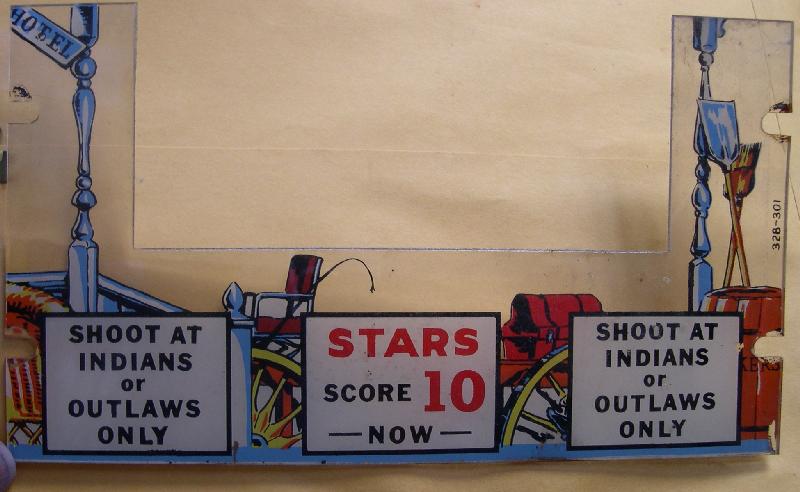 HOTEL
328-301
SHOOT AT
INDIANS
or
OUTLAWS
ONLY
STARS
SCORE 10
NOW
SHOOT AT
INDIANS
or
OUTLAWS
ONLY
KERS